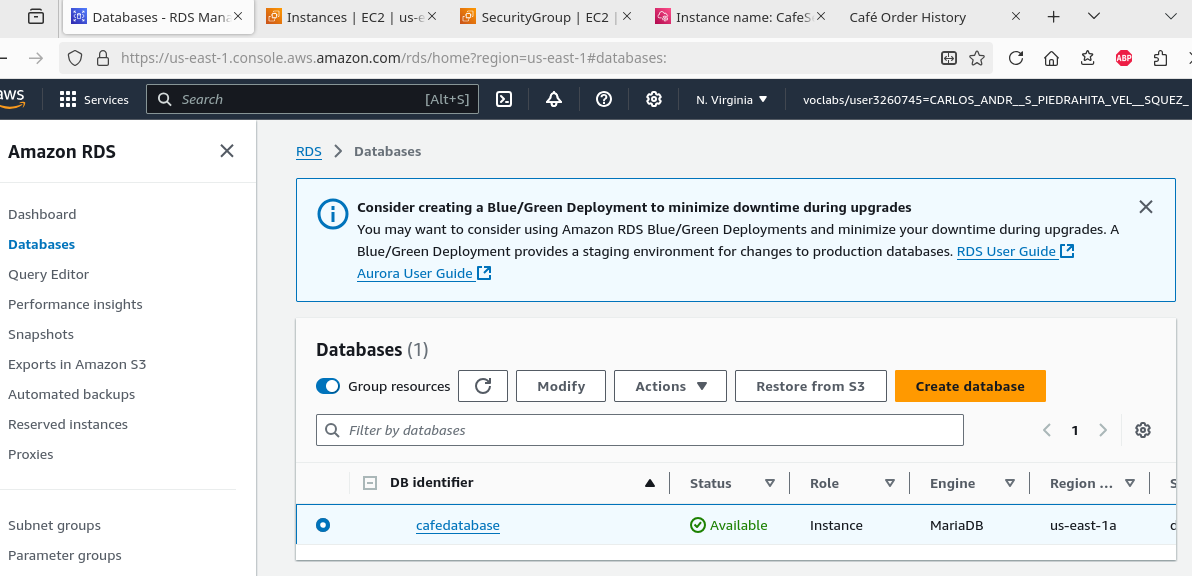 Databases - RDS Mana
Instances | EC2 | us-e
SecurityGroup | EC2 |
Instance name: CafeS
Café Order History
https://us-east-1.console.aws.amazon.com/rds/home?region=us-east-1#databases:
ABP
aws
Services
Search
[Alt+S]
N. Virginia
voclabs/user3260745=CARLOS_ANDR__S_PIEDRAHITA_VEL__SQUEZ_
Amazon RDS
Dashboard
Databases
Query Editor
Performance insights
Snapshots
Exports in Amazon S3
Automated backups
Reserved instances
Proxies
Subnet groups
Parameter groups
RDS
Databases
Consider creating a Blue/Green Deployment to minimize downtime during upgrades
You may want to consider using Amazon RDS Blue/Green Deployments and minimize your downtime during upgrades. A
Blue/Green Deployment provides a staging environment for changes to production databases. RDS User Guide
Aurora User Guide
Databases (1)
Group resources
Modify
Actions
Restore from S3
Create database
Filter by databases
1
DB identifier
Status
Role
Engine
Region ...
S
cafedatabase
Available
Instance
MariaDB
us-east-1a